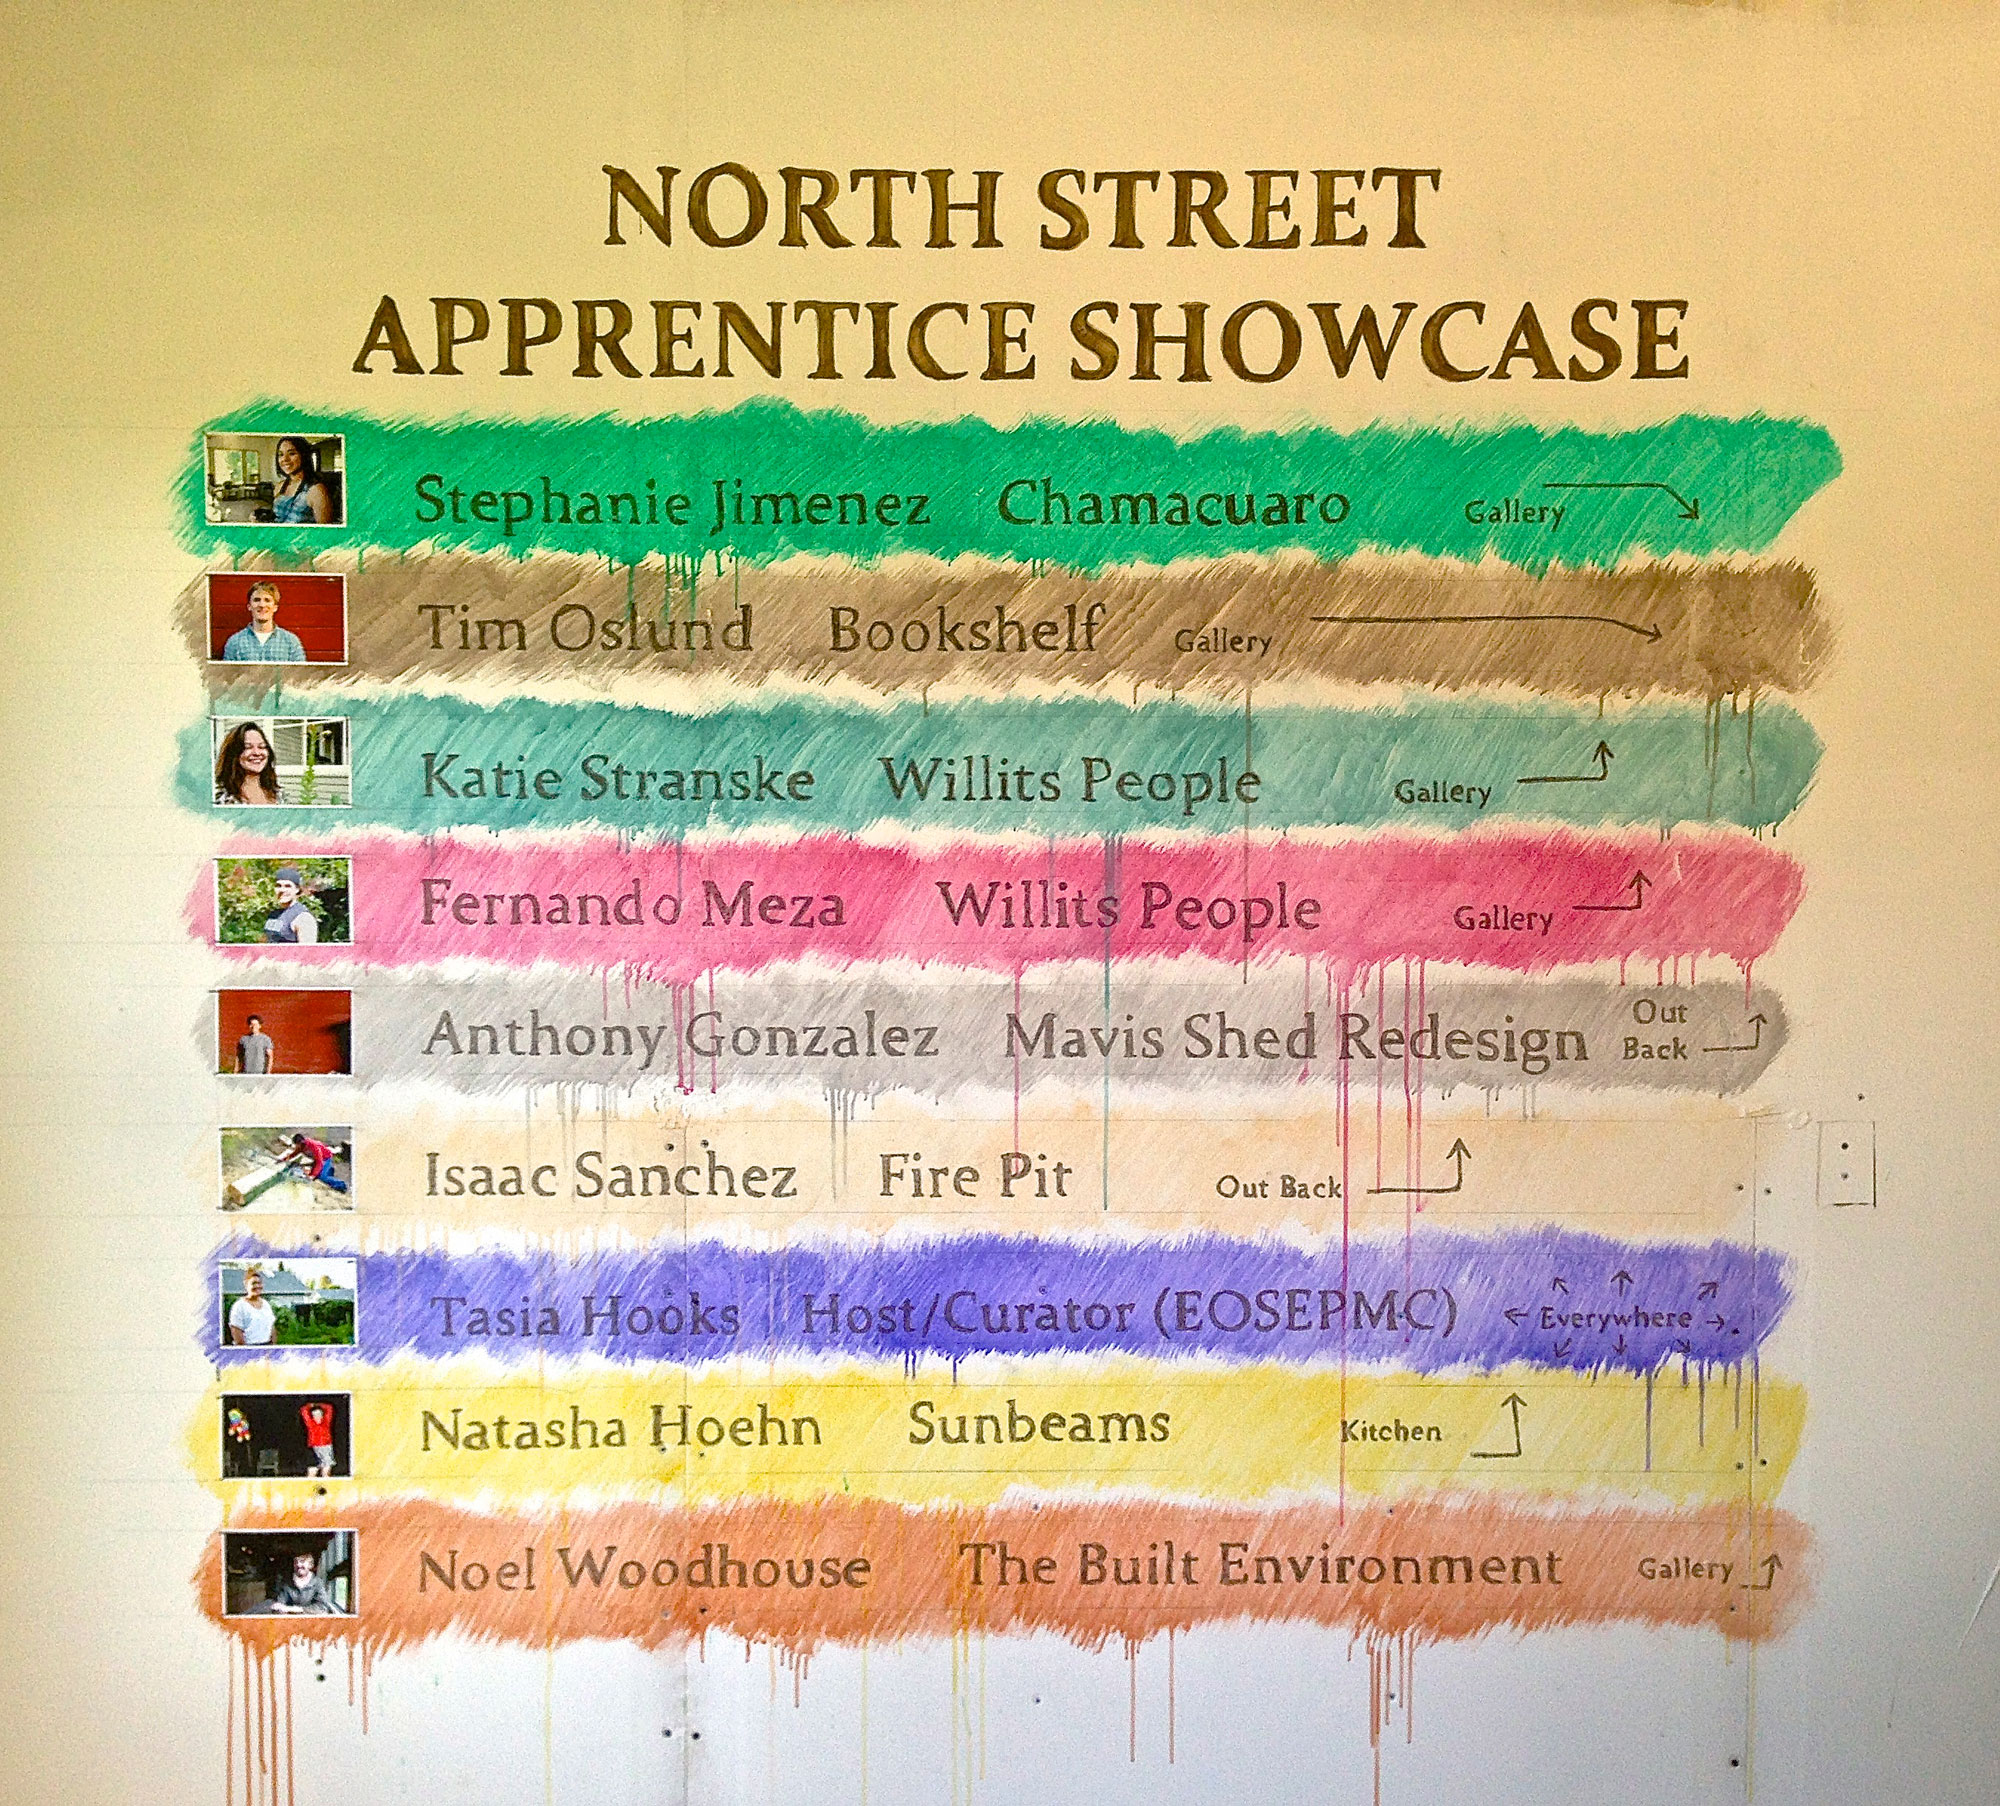 NORTH STREET
APPRENTICE SHOWCASE
Stephanie Jimenez Chamacuaro Gallery
Tim Oslund Bookshelf Gallery
Katie Stranske Willits People Gallery
Fernando Meza Willits People Gallery
Anthony Gonzalez Mavis Shed Redesign Out Back
Isaac Sanchez Fire Pit Out Back
Tasia Hooks Host/Curator (EOSEPMC) Everywhere
Natasha Hoehn Sunbeams Kitchen
Noel Woodhouse The Built Environment Gallery